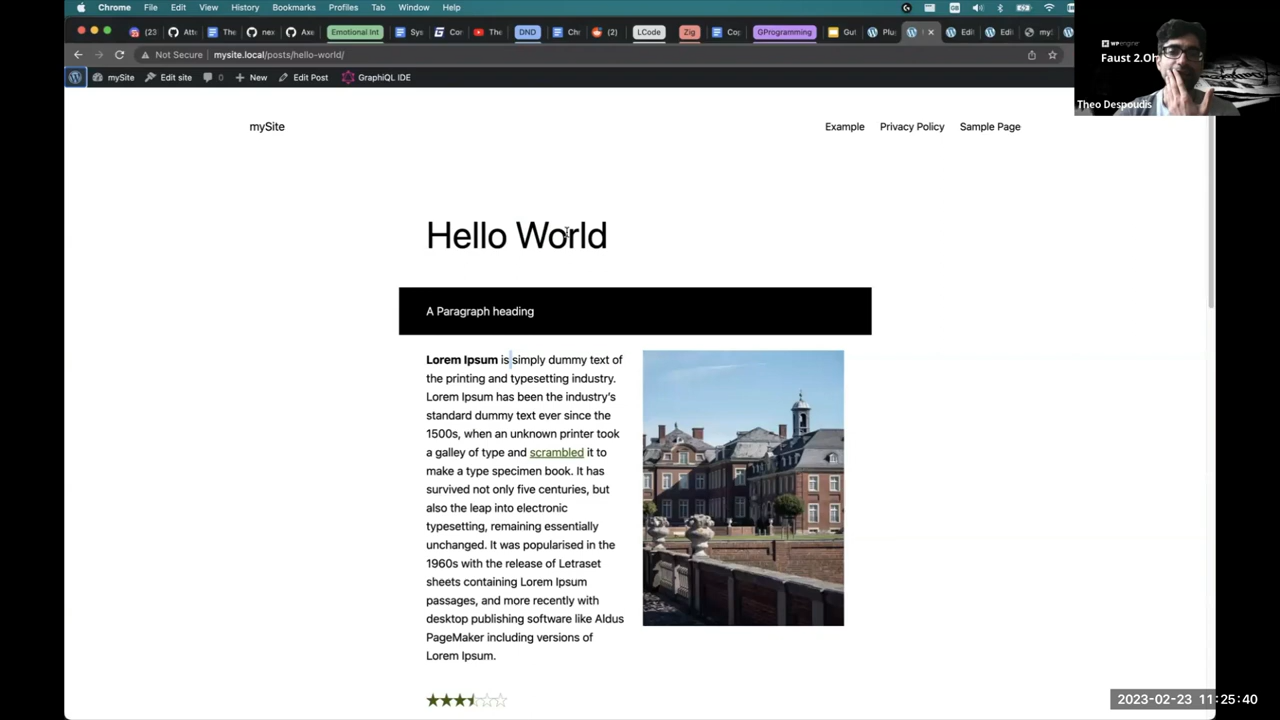 Chrome File Edit View History Bookmarks Profiles Tab Window Help
(23 Emotional Int DND (2) LCode Zig GProgramming
Not Secure mysite.local/posts/hello-world/
mySite Edit site 0 New Edit Post GraphiQL IDE
WP engine
Theo Despoudis
mySite
Example Privacy Policy Sample Page
Hello World
A Paragraph heading
Lorem Ipsum is simply dummy text of
the printing and typesetting industry.
Lorem Ipsum has been the industry's
standard dummy text ever since the
1500s, when an unknown printer took
a galley of type and scrambled it to
make a type specimen book. It has
survived not only five centuries, but
also the leap into electronic
typesetting, remaining essentially
unchanged. It was popularised in the
1960s with the release of Letraset
sheets containing Lorem Ipsum
passages, and more recently with
desktop publishing software like Aldus
PageMaker including versions of
Lorem Ipsum.
2023-02-23 11:25:40